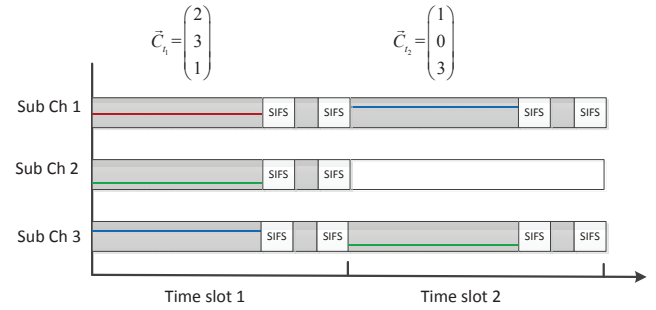 C⃗t₁ = (2 3 1)
C⃗t₂ = (1 0 3)
Sub Ch 1 SIFS SIFS SIFS SIFS
Sub Ch 2 SIFS SIFS
Sub Ch 3 SIFS SIFS SIFS SIFS
Time slot 1 Time slot 2